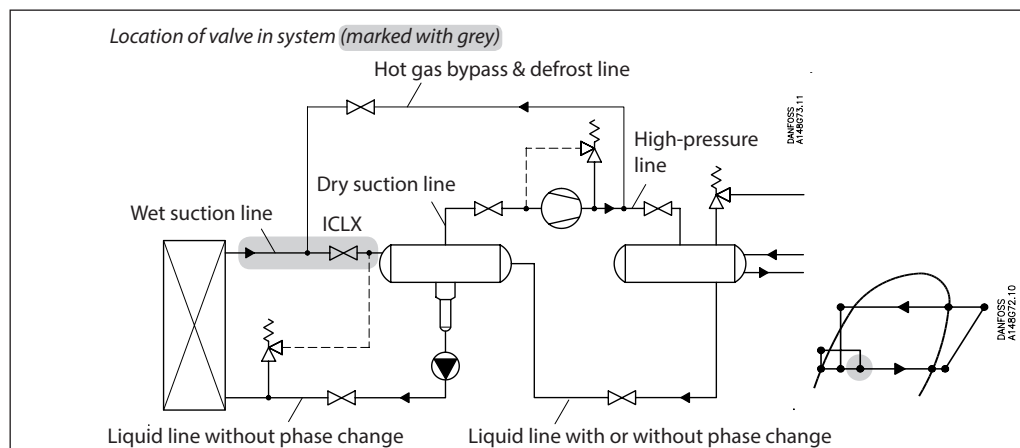 Location of valve in system (marked with grey)
Hot gas bypass & defrost line
DANFOSS
A148G73.11
High-pressure
line
Dry suction line
Wet suction line
ICLX
DANFOSS
A148G72.10
Liquid line without phase change
Liquid line with or without phase change